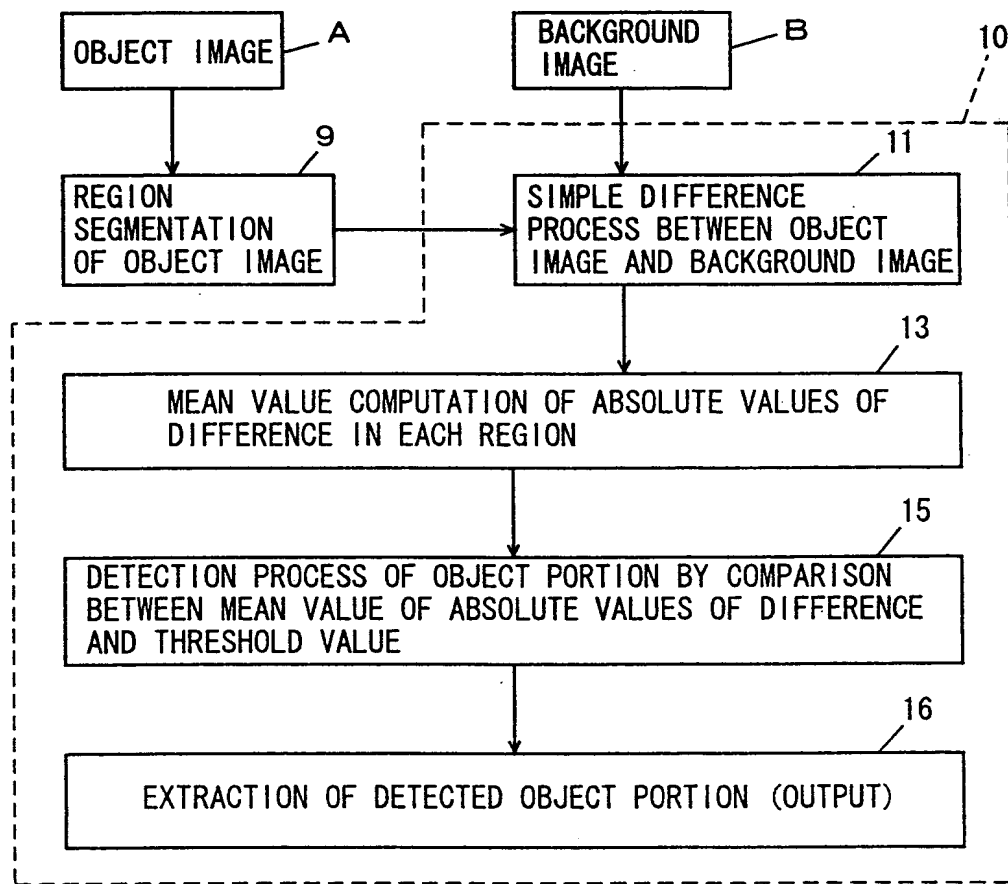 OBJECT IMAGE
A
BACKGROUND
IMAGE
B
10
9
REGION
SEGMENTATION
OF OBJECT IMAGE
11
SIMPLE DIFFERENCE
PROCESS BETWEEN OBJECT
IMAGE AND BACKGROUND IMAGE
13
MEAN VALUE COMPUTATION OF ABSOLUTE VALUES OF
DIFFERENCE IN EACH REGION
15
DETECTION PROCESS OF OBJECT PORTION BY COMPARISON
BETWEEN MEAN VALUE OF ABSOLUTE VALUES OF DIFFERENCE
AND THRESHOLD VALUE
16
EXTRACTION OF DETECTED OBJECT PORTION (OUTPUT)